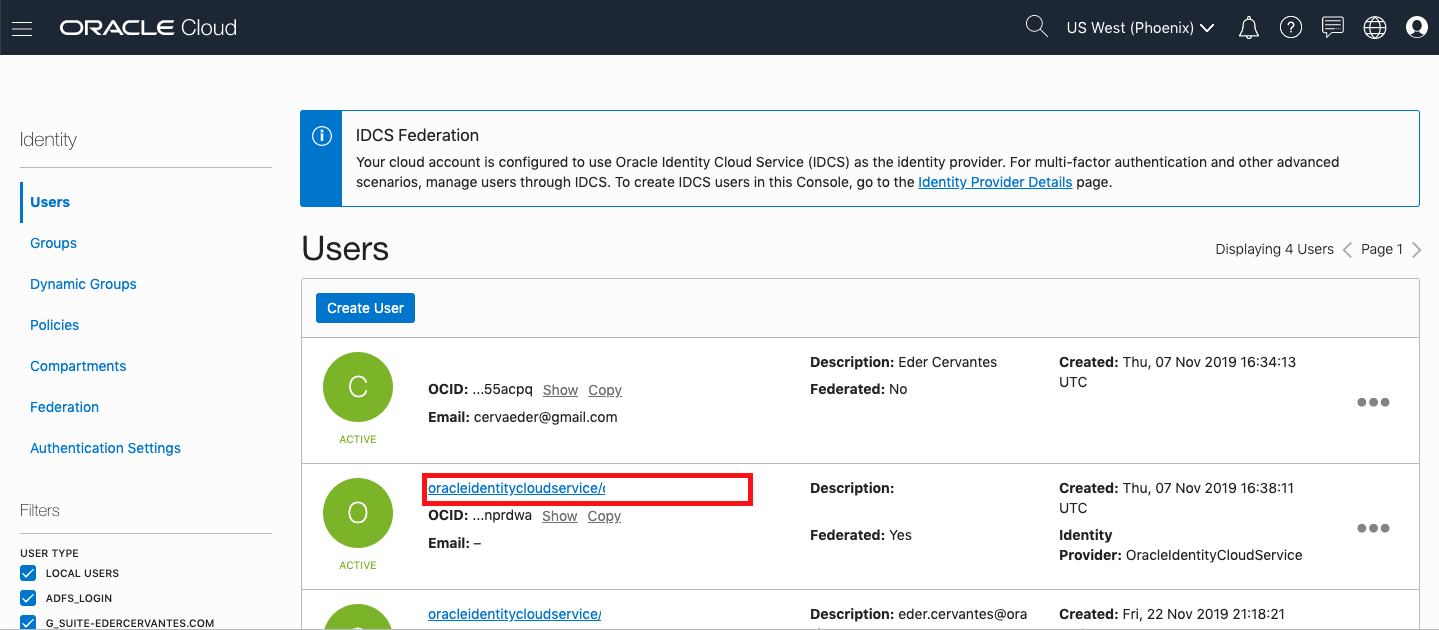 ORACLE Cloud
US West (Phoenix)
Identity
Users
Groups
Dynamic Groups
Policies
Compartments
Federation
Authentication Settings
Filters
USER TYPE
LOCAL USERS
ADFS_LOGIN
G_SUITE-EDERCERVANTES.COM
IDCS Federation
Your cloud account is configured to use Oracle Identity Cloud Service (IDCS) as the identity provider. For multi-factor authentication and other advanced
scenarios, manage users through IDCS. To create IDCS users in this Console, go to the Identity Provider Details page.
Users
Displaying 4 Users
Page 1
Create User
C
ACTIVE
OCID: ...55acpq Show Copy
Email: cervaeder@gmail.com
Description: Eder Cervantes
Federated: No
Created: Thu, 07 Nov 2019 16:34:13
UTC
O
ACTIVE
oracleidentitycloudservice/
OCID: ...nprdwa Show Copy
Email: –
Description:
Federated: Yes
Created: Thu, 07 Nov 2019 16:38:11
UTC
Identity
Provider: OracleIdentityCloudService
oracleidentitycloudservice/
Description: eder.cervantes@ora
Created: Fri, 22 Nov 2019 21:18:21